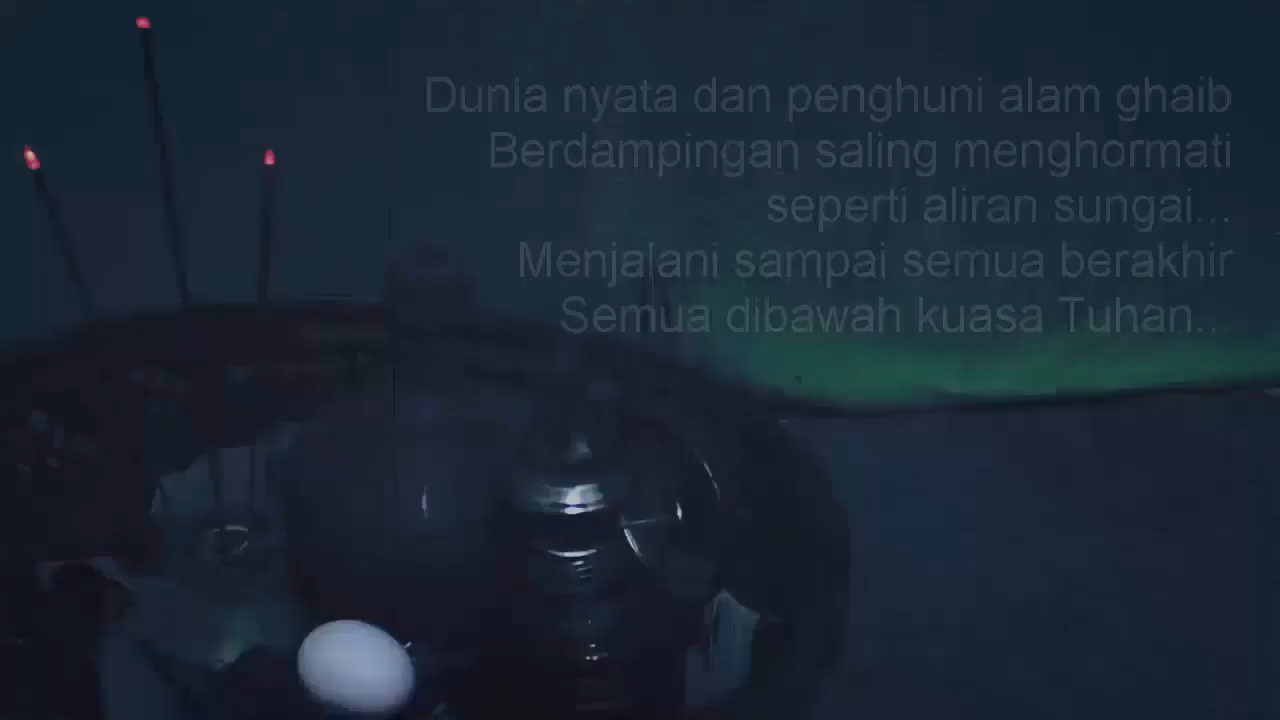 Dunia nyata dan penghuni alam ghaib
Berdampingan saling menghormati
seperti aliran sungai...
Menjalani sampai semua berakhir
Semua dibawah kuasa Tuhan...